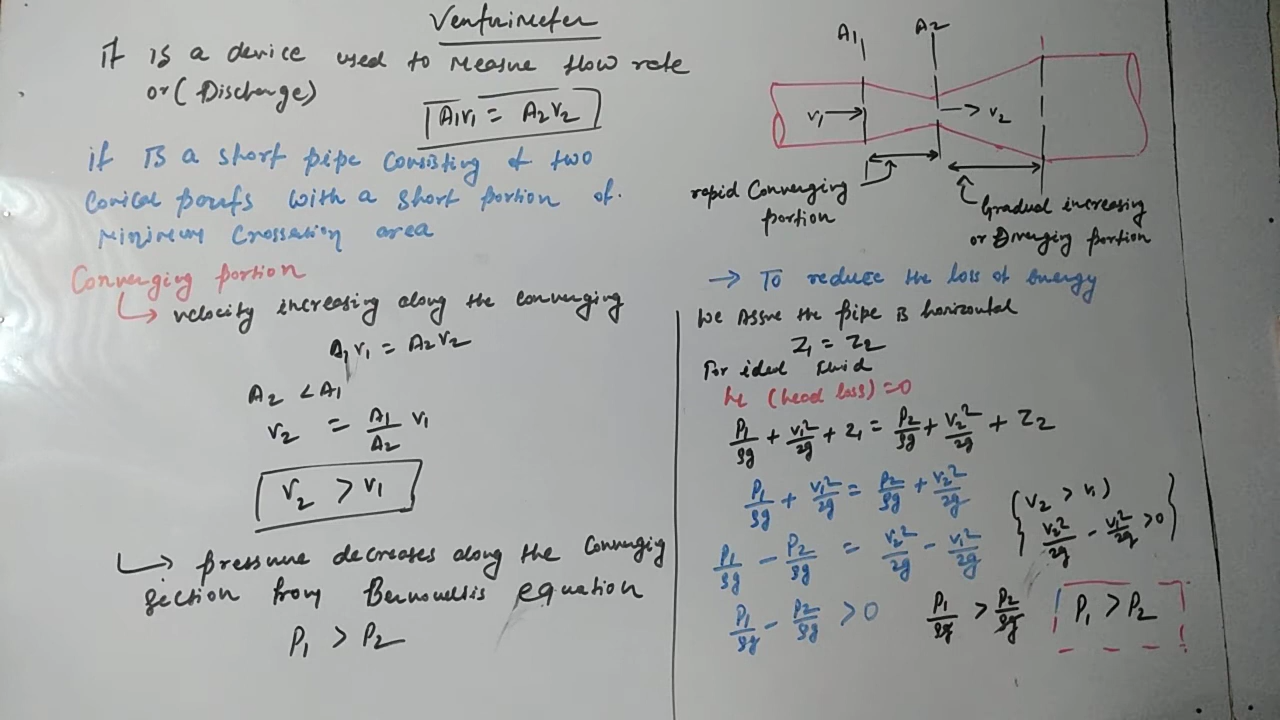 Venturimeter
it is a device used to measure flow rate
or (Discharge)
A1v1 = A2v2
it is a short pipe consisting of two
conical parts with a short portion of
minimum crossection area
Converging portion
↳ velocity increasing along the converging
A1v1 = A2v2
A2 < A1
v2 = A1/A2 v1
v2 > v1
↳ pressure decreases along the converging
section from Bernoullis equation
P1 > P2
A1 A2
v1 → → v2
rapid Converging
portion
Gradual increasing
or Diverging portion
→ To reduce the loss of energy
We Assue the pipe is horizontal
Z1 = Z2
For ideal fluid
hL (head loss) = 0
P1/ρg + v1²/2g + Z1 = P2/ρg + v2²/2g + Z2
P1/ρg + v1²/2g = P2/ρg + v2²/2g
P1/ρg - P2/ρg = v2²/2g - v1²/2g
{ v2 > v1)
v2²/2g - v1²/2g > 0 }
P1/ρg - P2/ρg > 0 P1/ρg > P2/ρg P1 > P2